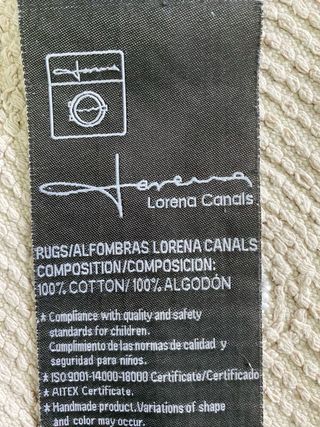 Lorena
Lorena
Lorena Canals
RUGS/ALFOMBRAS LORENA CANALS
COMPOSITION/COMPOSICION:
100% COTTON/100% ALGODÓN
* Compliance with quality and safety
standards for children.
Cumplimiento de las normas de calidad y
seguridad para niños.
* ISO9001-14000-18000 Certificate/Certificado
* AITEX Certificate.
* Handmade product. Variations of shape
and color may occur.